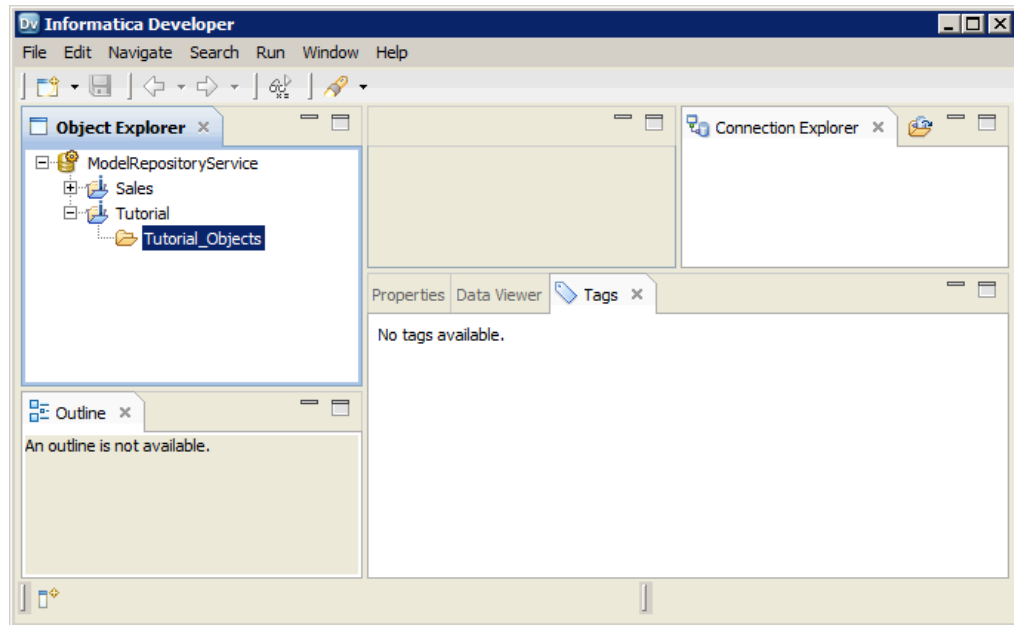 Dv Informatica Developer
File Edit Navigate Search Run Window Help
Object Explorer
ModelRepositoryService
Sales
Tutorial
Tutorial_Objects
Connection Explorer
Properties Data Viewer Tags
No tags available.
Outline
An outline is not available.